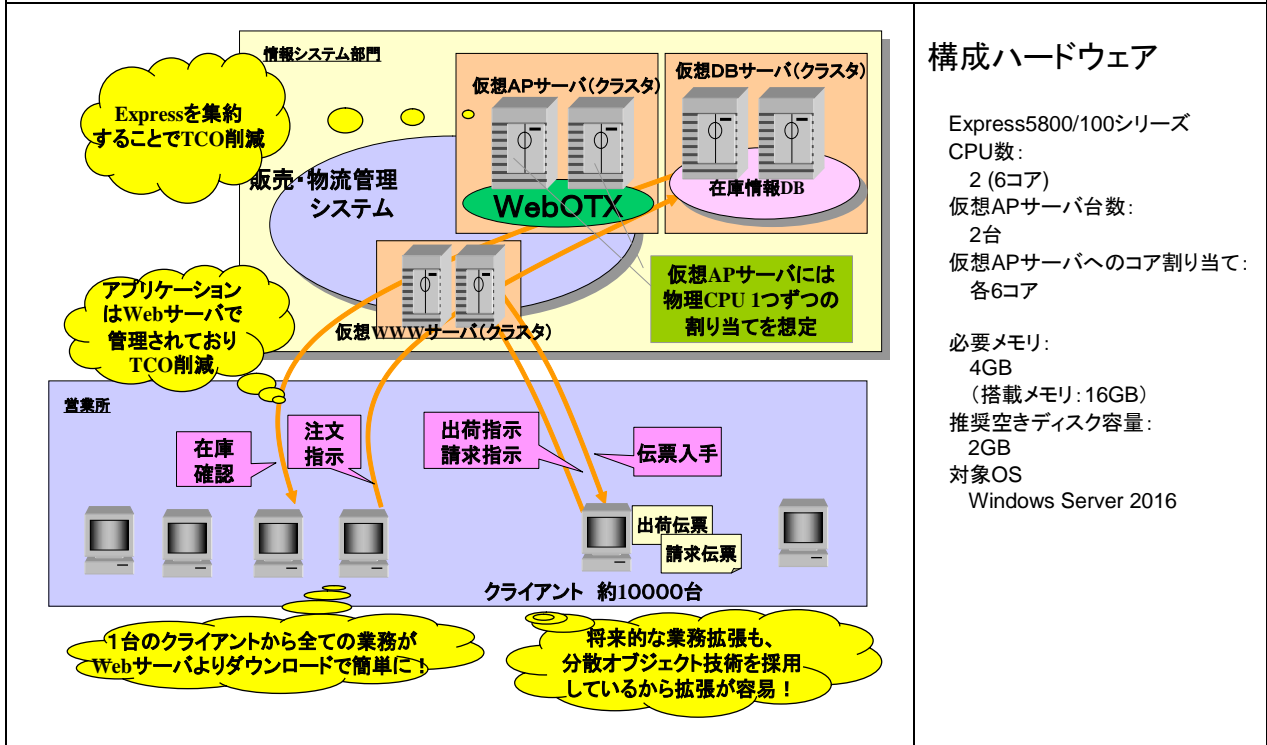 情報システム部門
Expressを集約
することでTCO削減
仮想APサーバ(クラスタ)
仮想DBサーバ(クラスタ)
販売・物流管理
システム
WebOTX
在庫情報DB
仮想APサーバには
物理CPU 1つずつの
割り当てを想定
仮想WWWサーバ(クラスタ)
アプリケーション
はWebサーバで
管理されており
TCO削減
営業所
在庫
確認
注文
指示
出荷指示
請求指示
伝票入手
出荷伝票
請求伝票
クライアント 約10000台
1台のクライアントから全ての業務が
Webサーバよりダウンロードで簡単に!
将来的な業務拡張も、
分散オブジェクト技術を採用
しているから拡張が容易!
構成ハードウェア
Express5800/100シリーズ
CPU数:
2 (6コア)
仮想APサーバ台数:
2台
仮想APサーバへのコア割り当て:
各6コア
必要メモリ:
4GB
(搭載メモリ:16GB)
推奨空きディスク容量:
2GB
対象OS
Windows Server 2016